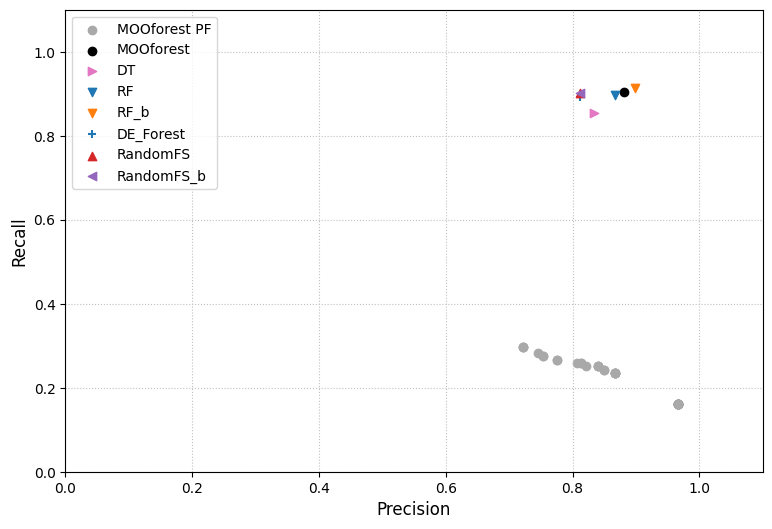 MOOforest PF
MOOforest
DT
RF
RF_b
DE_Forest
RandomFS
RandomFS_b
1.0
0.8
0.6
0.4
0.2
0.0
Recall
0.0 0.2 0.4 0.6 0.8 1.0
Precision